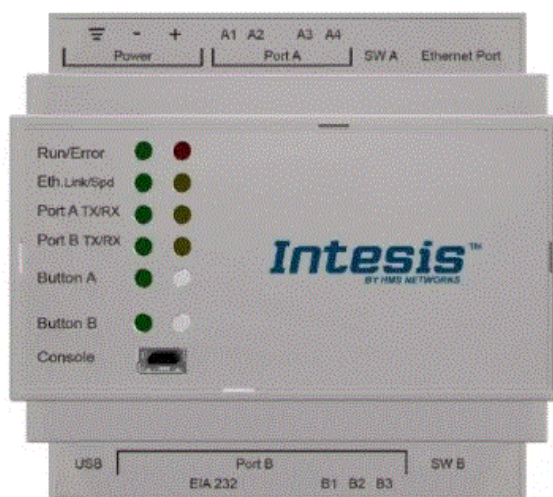 - +
A1 A2 A3 A4
Power Port A SW A Ethernet Port
Run/Error
Eth.Link/Spd
Port A TX/RX
Port B TX/RX
Intesis™
BY HMS NETWORKS
Button A
Button B
Console
USB Port B SW B
EIA 232 B1 B2 B3